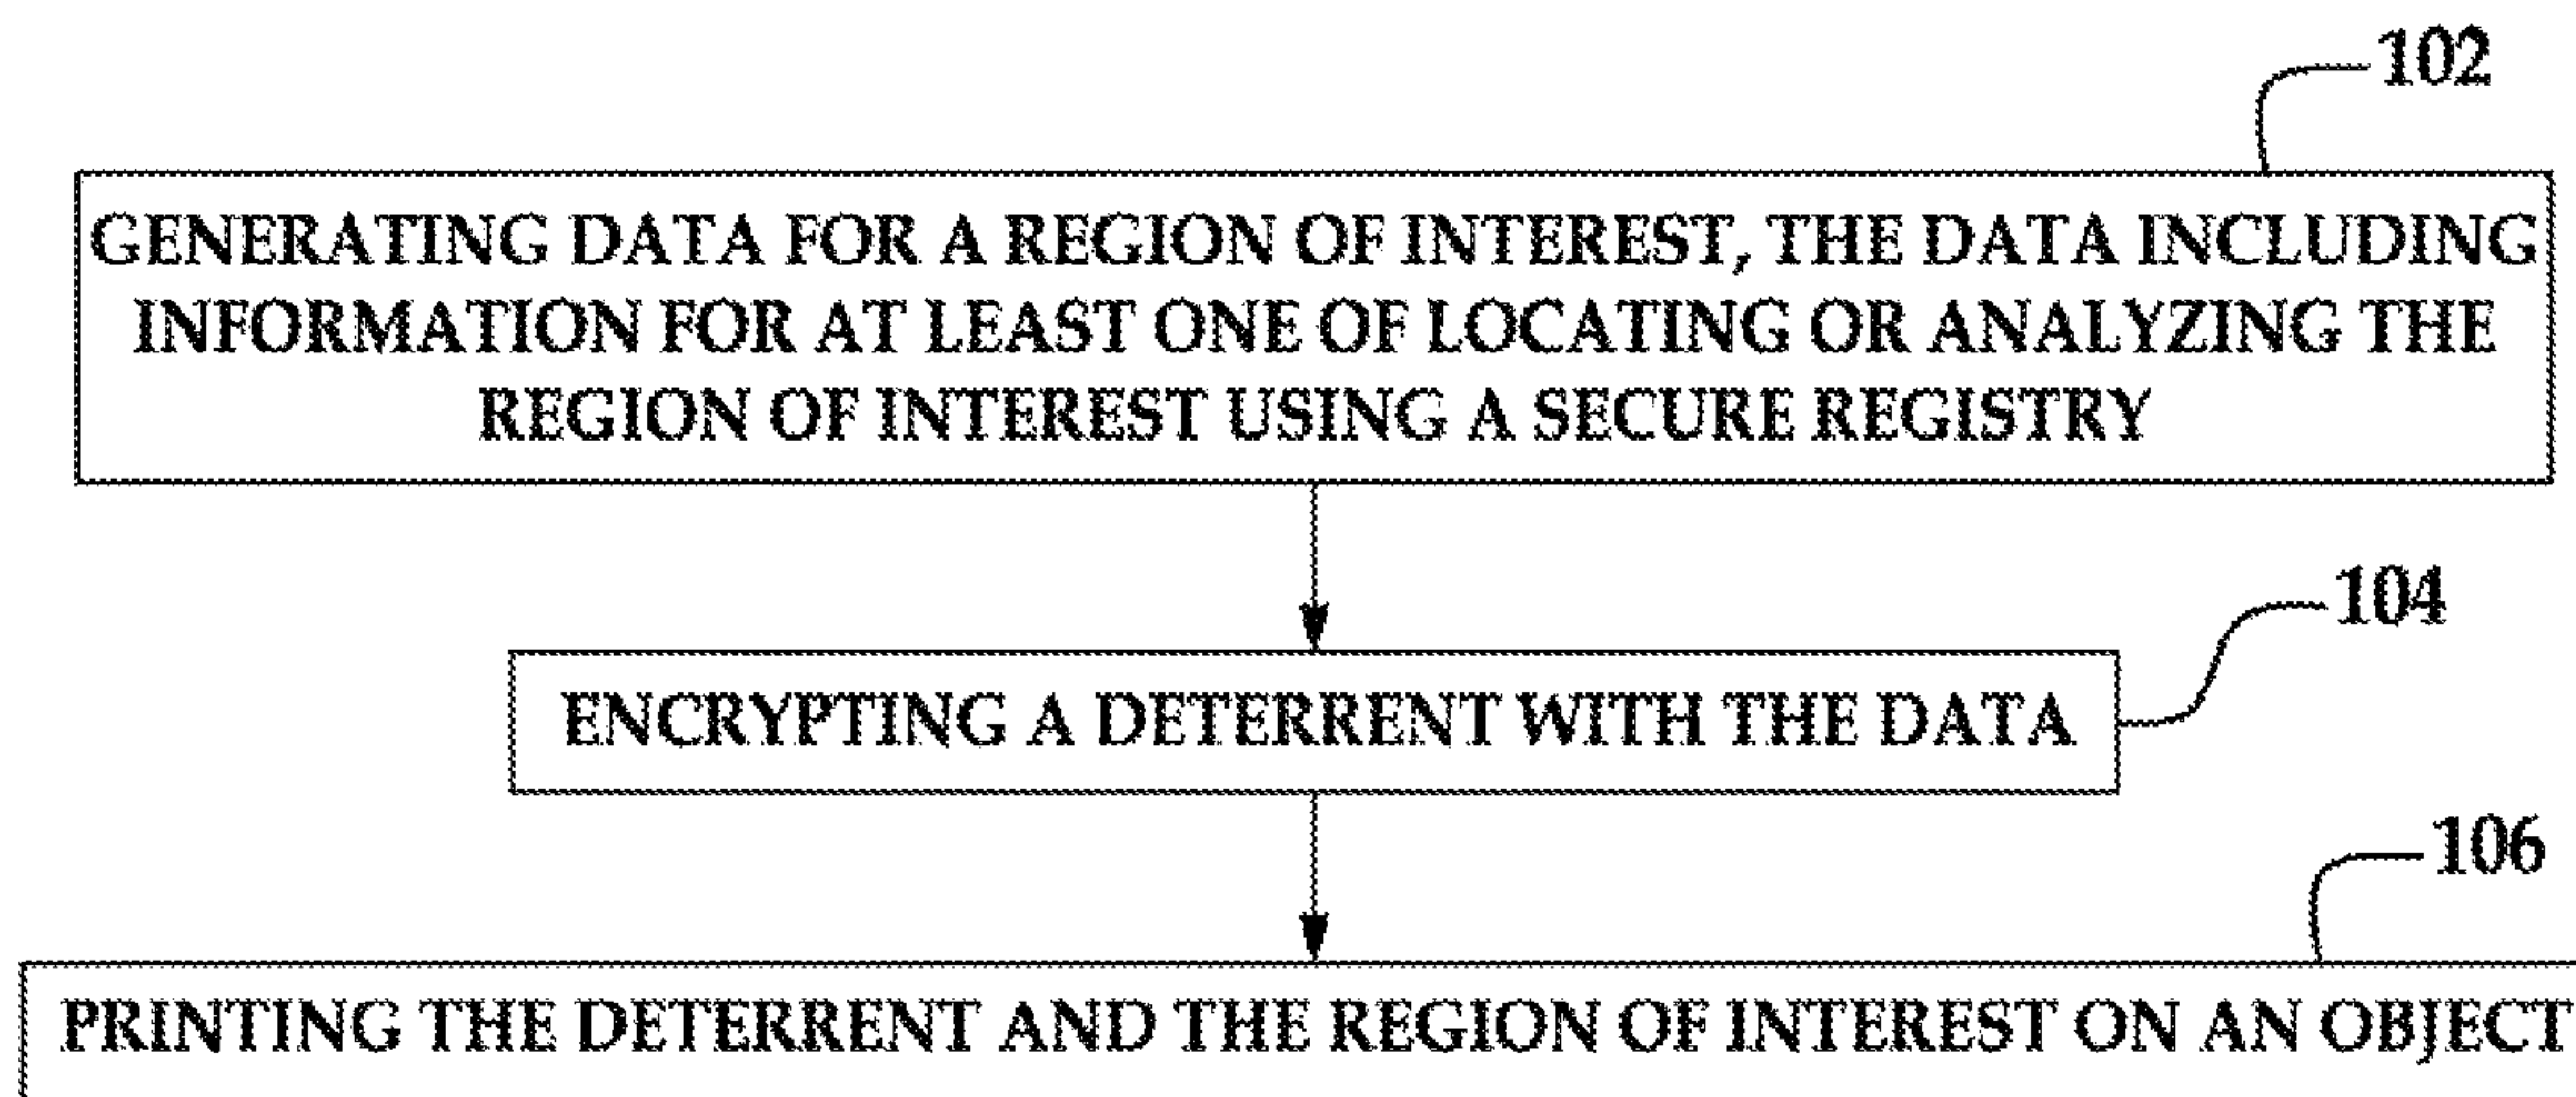 102
GENERATING DATA FOR A REGION OF INTEREST, THE DATA INCLUDING
INFORMATION FOR AT LEAST ONE OF LOCATING OR ANALYZING THE
REGION OF INTEREST USING A SECURE REGISTRY
104
ENCRYPTING A DETERRENT WITH THE DATA
106
PRINTING THE DETERRENT AND THE REGION OF INTEREST ON AN OBJECT